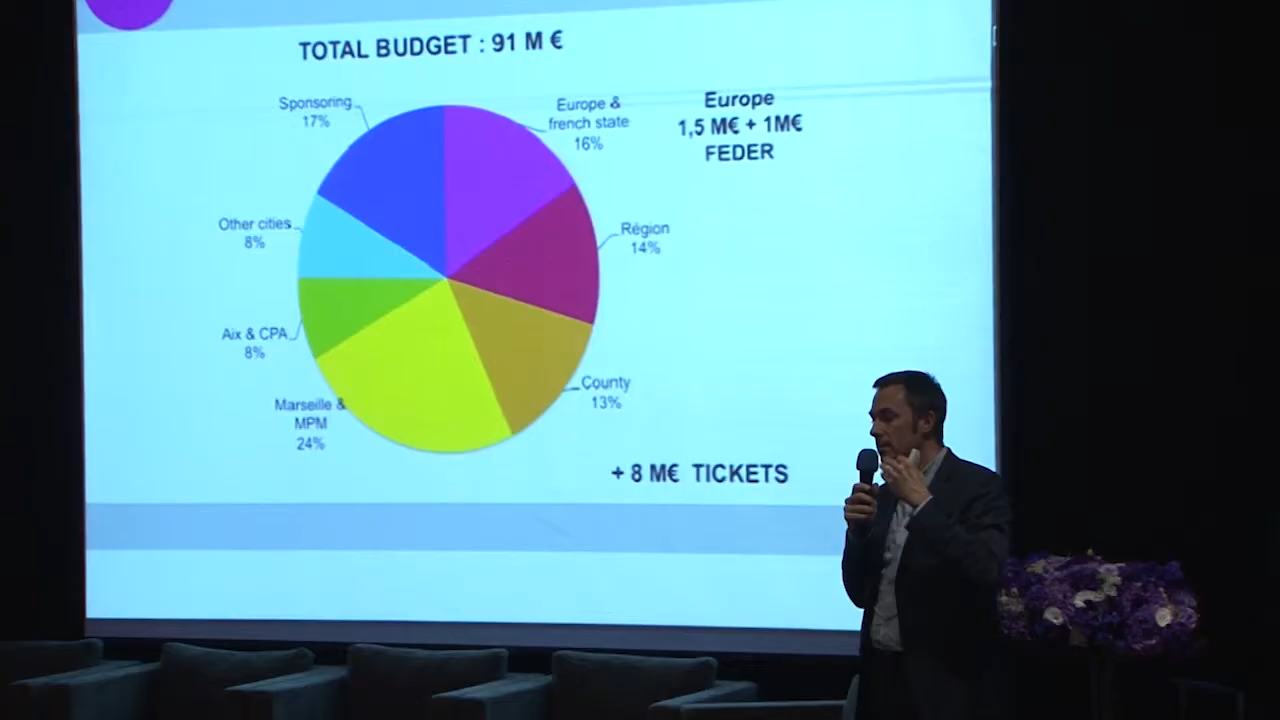 TOTAL BUDGET : 91 M €
Sponsoring
17%
Europe &
french state
16%
Europe
1,5 M€ + 1M€
FEDER
Other cities
8%
Région
14%
Aix & CPA
8%
County
13%
Marseille &
MPM
24%
+ 8 M€ TICKETS